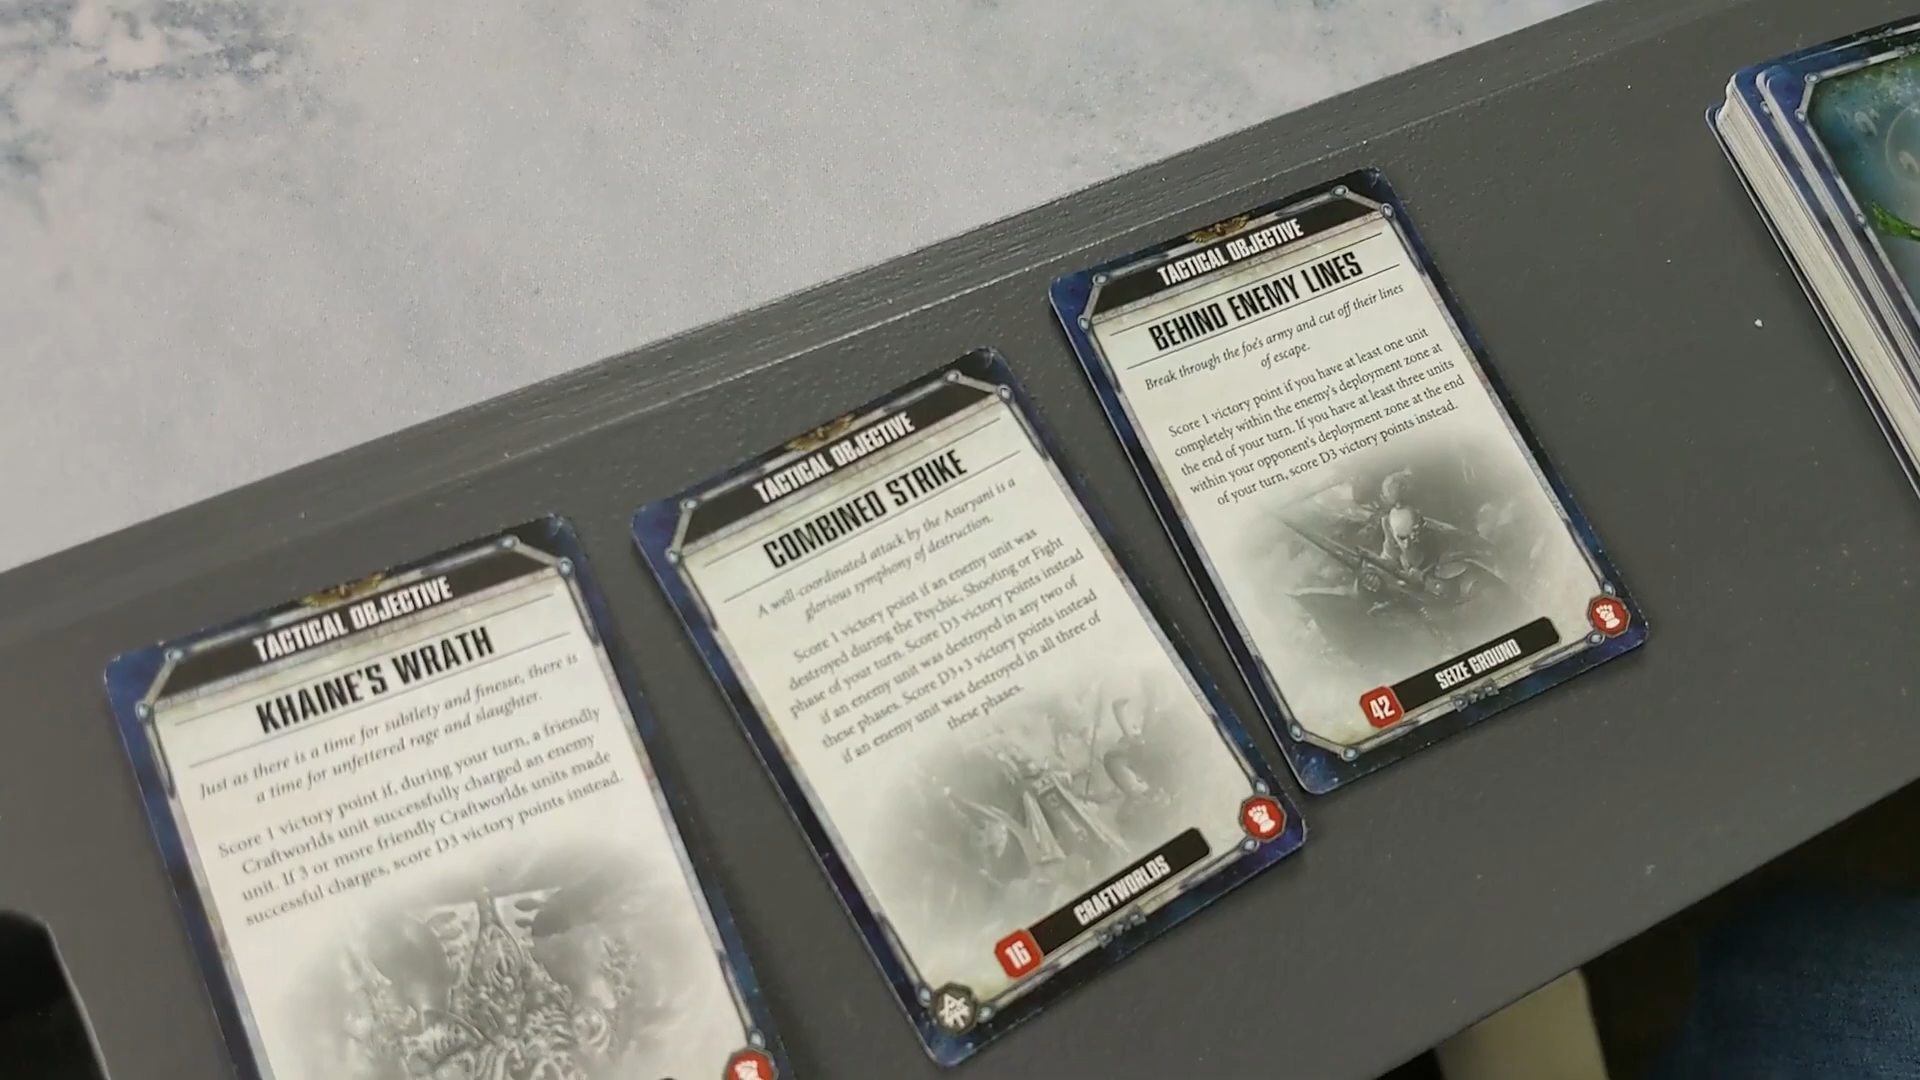 TACTICAL OBJECTIVE
KHAINE'S WRATH
Just as there is a time for subtlety and finesse, there is
a time for unfettered rage and slaughter.
Score 1 victory point if, during your turn, a friendly
Craftworlds unit successfully charged an enemy
unit. If 3 or more friendly Craftworlds units made
successful charges, score D3 victory points instead.
TACTICAL OBJECTIVE
COMBINED STRIKE
A well-coordinated attack by the Asuryani is a
glorious symphony of destruction.
Score 1 victory point if an enemy unit was
destroyed during the Psychic, Shooting or Fight
phase of your turn. Score D3 victory points instead
if an enemy unit was destroyed in any two of
these phases. Score D3+3 victory points instead
if an enemy unit was destroyed in all three of
these phases.
16
CRAFTWORLDS
TACTICAL OBJECTIVE
BEHIND ENEMY LINES
Break through the foe's army and cut off their lines
of escape.
Score 1 victory point if you have at least one unit
completely within the enemy's deployment zone at
the end of your turn. If you have at least three units
within your opponent's deployment zone at the end
of your turn, score D3 victory points instead.
42
SEIZE GROUND